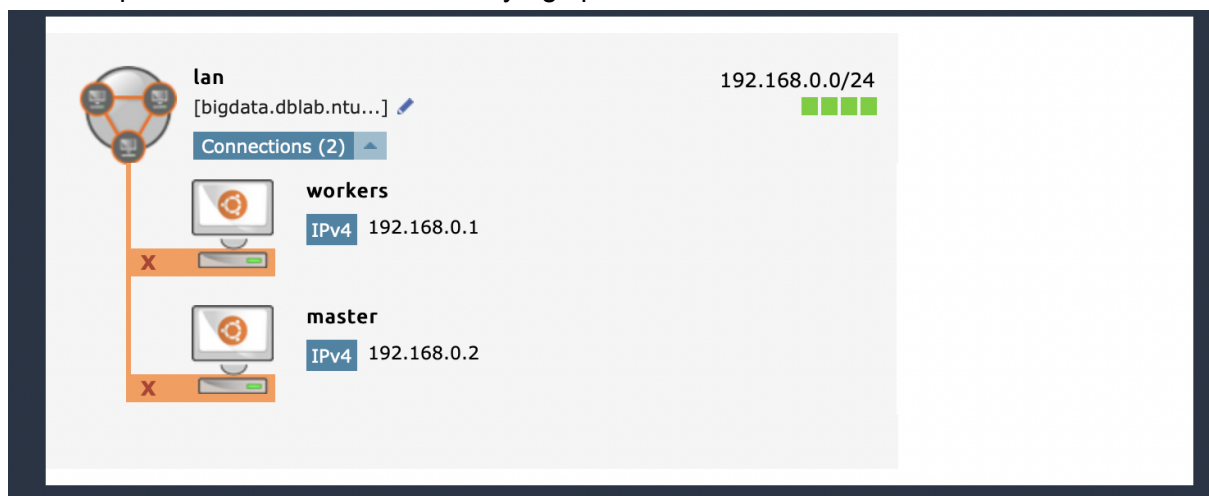 lan
192.168.0.0/24
[bigdata.dblab.ntu...]
Connections (2)
workers
IPv4 192.168.0.1
X
master
IPv4 192.168.0.2
X